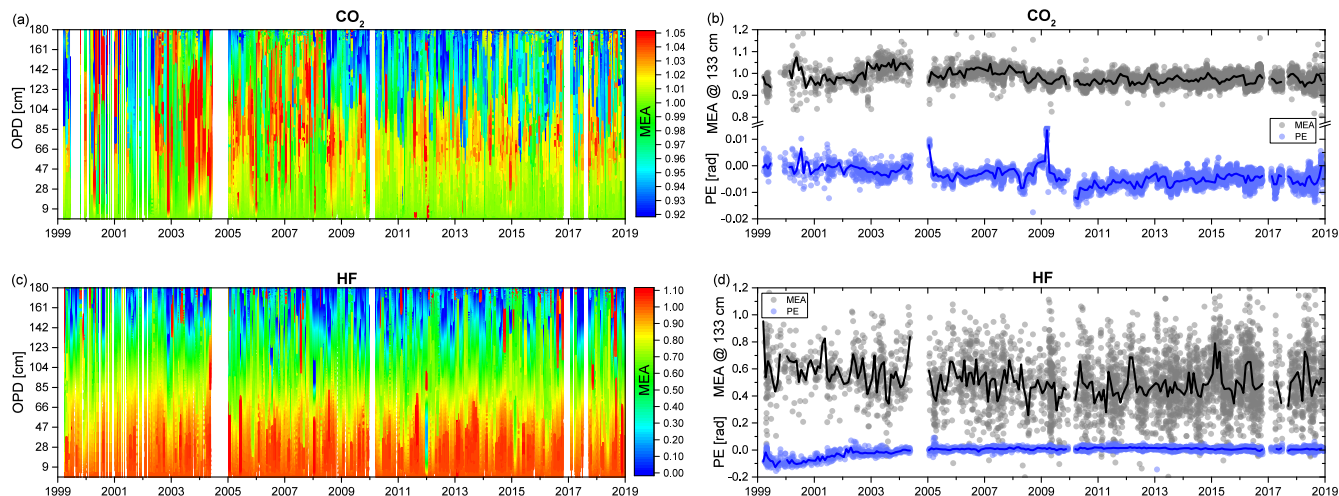 (a)
CO2
OPD [cm]
180
161
142
123
104
85
66
47
28
9
1999 2001 2003 2005 2007 2009 2011 2013 2015 2017 2019
MEA
1.05
1.04
1.03
1.02
1.01
1.00
0.99
0.98
0.97
0.96
0.95
0.94
0.93
0.92
(b)
CO2
MEA @ 133 cm
1.2
1.1
1.0
0.9
0.8
PE [rad]
0.01
0.00
-0.01
-0.02
MEA
PE
1999 2001 2003 2005 2007 2009 2011 2013 2015 2017 2019
(c)
HF
OPD [cm]
180
161
142
123
104
85
66
47
28
9
1999 2001 2003 2005 2007 2009 2011 2013 2015 2017 2019
MEA
1.10
1.00
0.90
0.80
0.70
0.60
0.50
0.40
0.30
0.20
0.10
0.00
(d)
HF
PE [rad] MEA @ 133 cm
1.2
1.0
0.8
0.6
0.4
0.2
0.0
-0.2
MEA
PE
1999 2001 2003 2005 2007 2009 2011 2013 2015 2017 2019